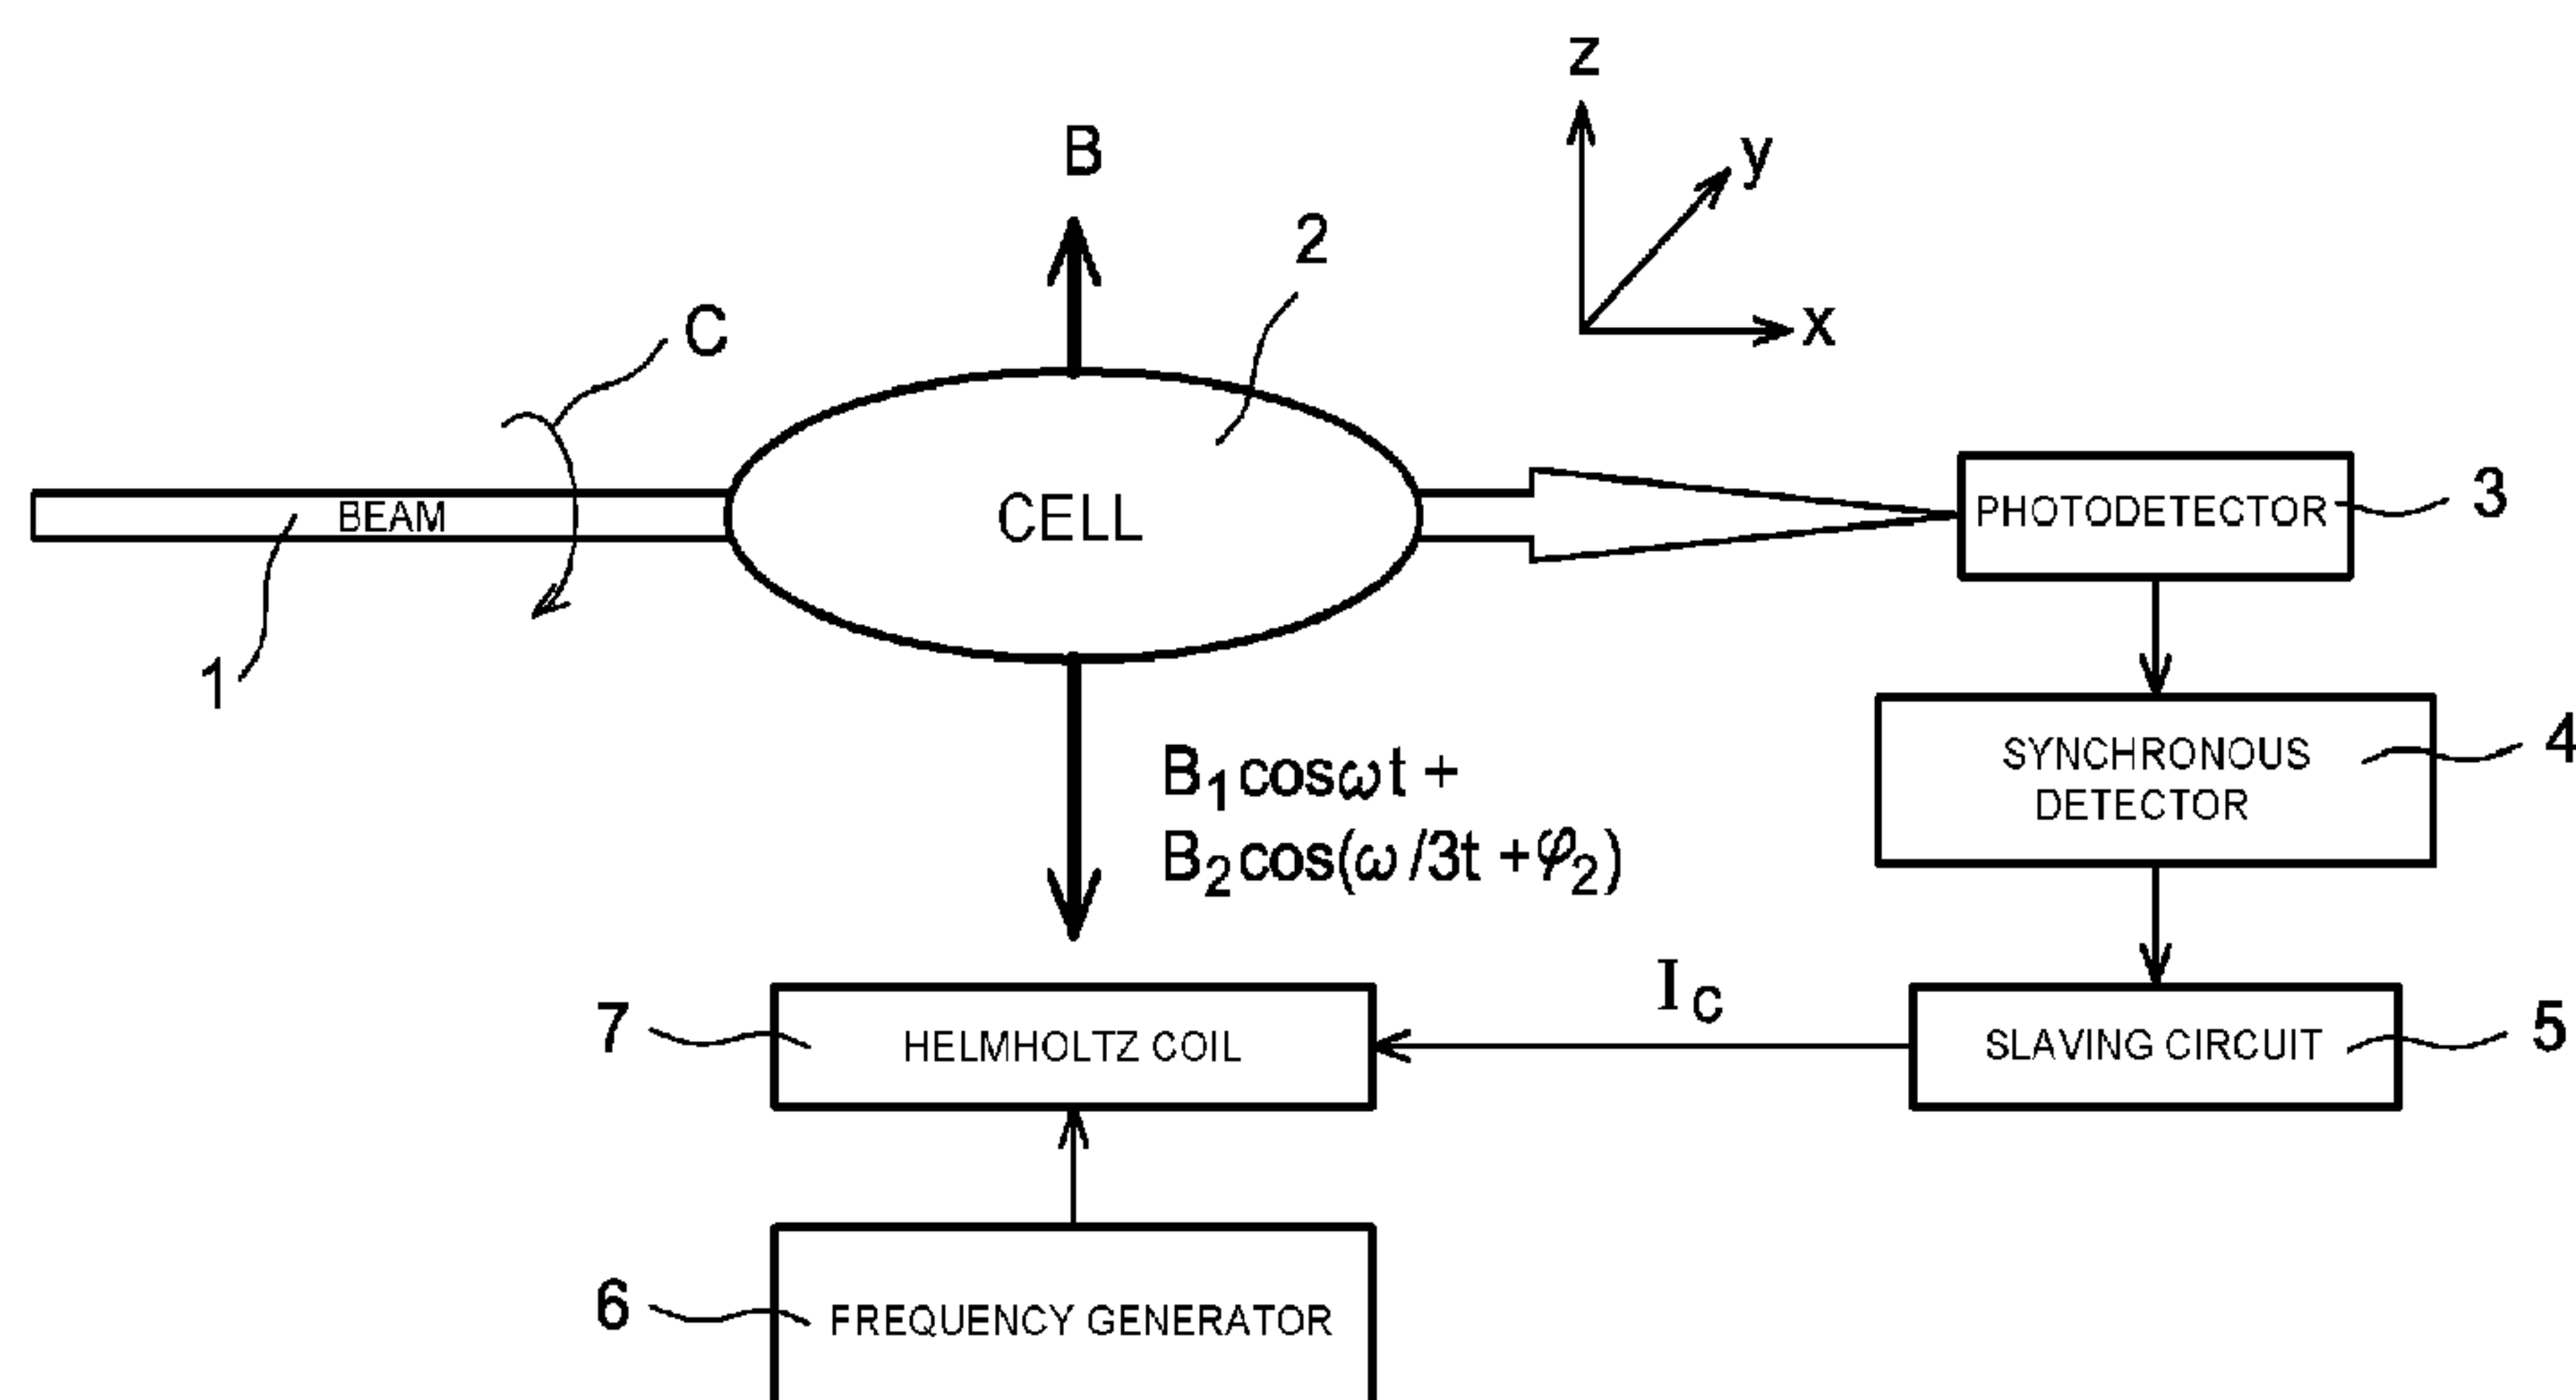 z
y
x
B
2
C
BEAM
CELL
1
PHOTODETECTOR
3
SYNCHRONOUS
DETECTOR
4
B₁cosωt +
B₂cos(ω/3t +φ₂)
I_C
7
HELMHOLTZ COIL
SLAVING CIRCUIT
5
6
FREQUENCY GENERATOR